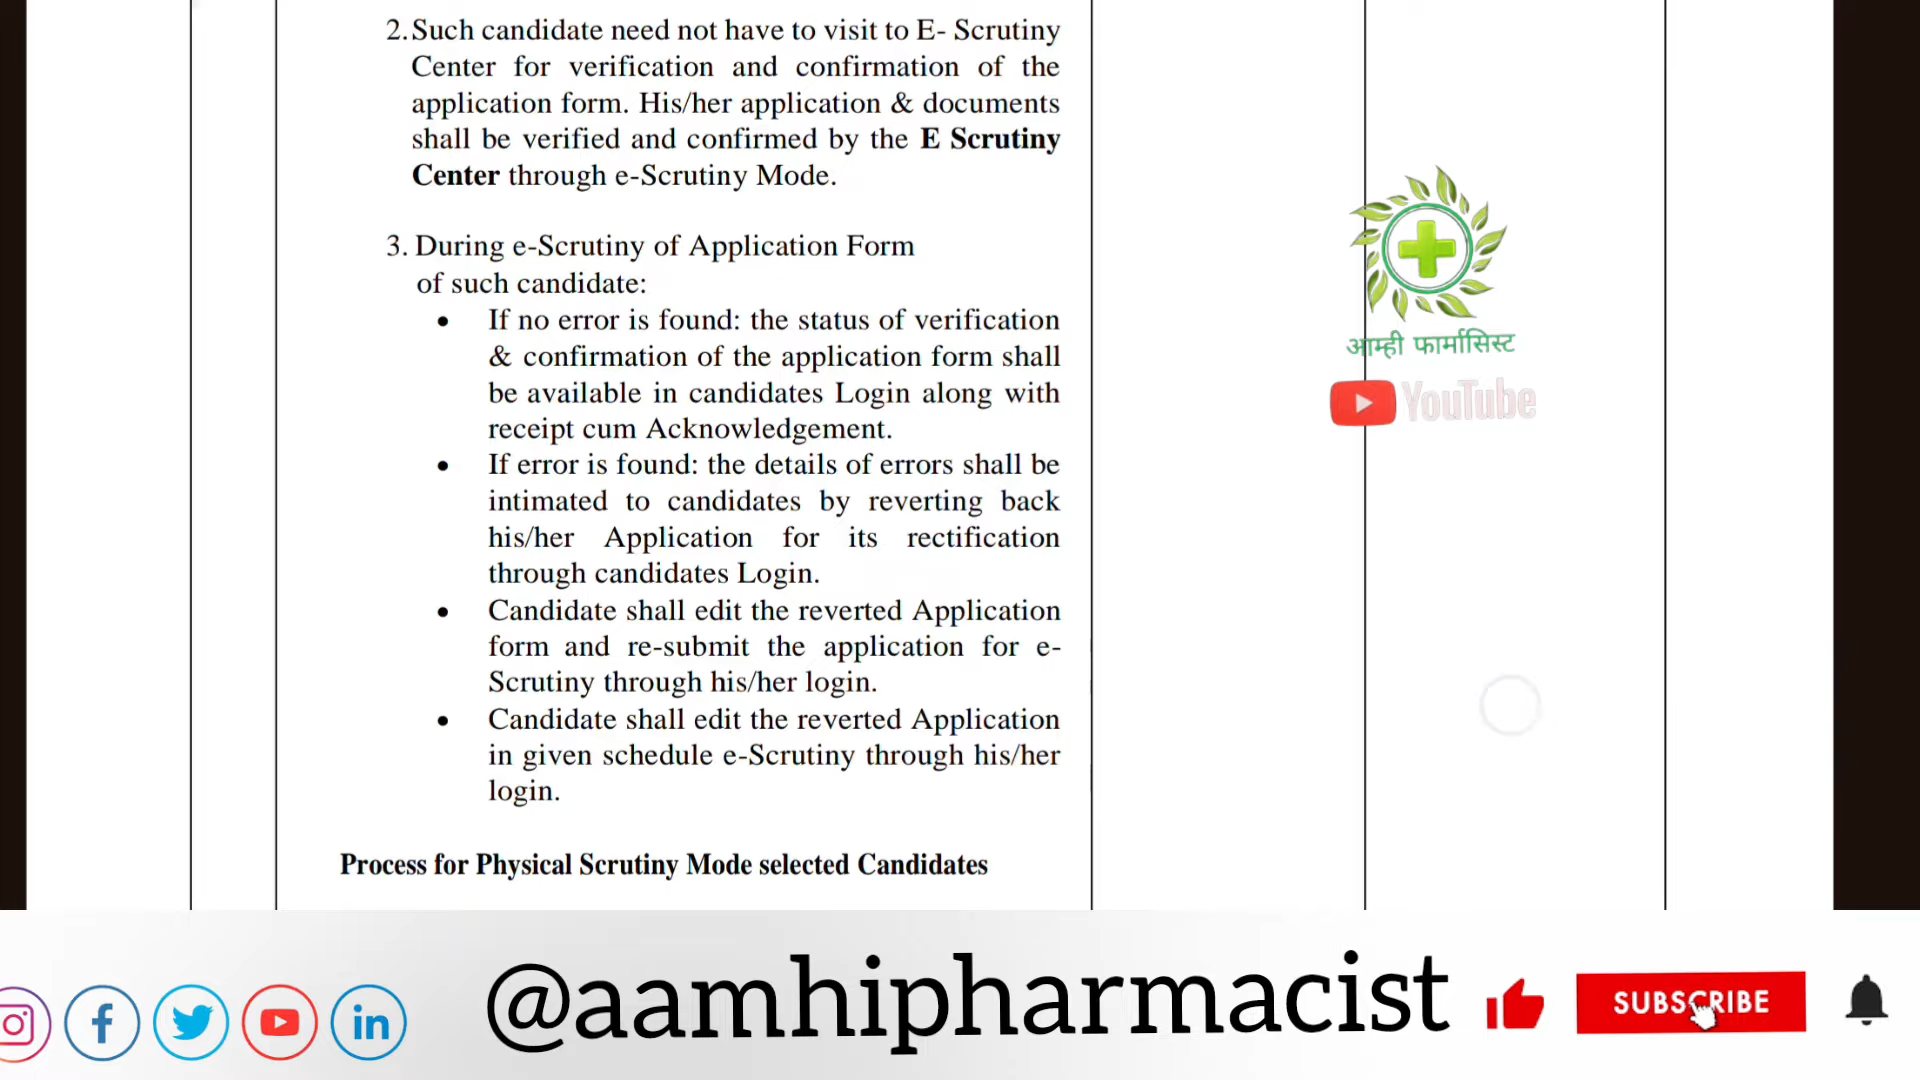 2. Such candidate need not have to visit to E- Scrutiny
Center for verification and confirmation of the
application form. His/her application & documents
shall be verified and confirmed by the E Scrutiny
Center through e-Scrutiny Mode.
3. During e-Scrutiny of Application Form
of such candidate:
• If no error is found: the status of verification
& confirmation of the application form shall
be available in candidates Login along with
receipt cum Acknowledgement.
• If error is found: the details of errors shall be
intimated to candidates by reverting back
his/her Application for its rectification
through candidates Login.
• Candidate shall edit the reverted Application
form and re-submit the application for e-
Scrutiny through his/her login.
• Candidate shall edit the reverted Application
in given schedule e-Scrutiny through his/her
login.
Process for Physical Scrutiny Mode selected Candidates
आम्ही फार्मासिस्ट
YouTube
@aamhipharmacist
SUBSCRIBE